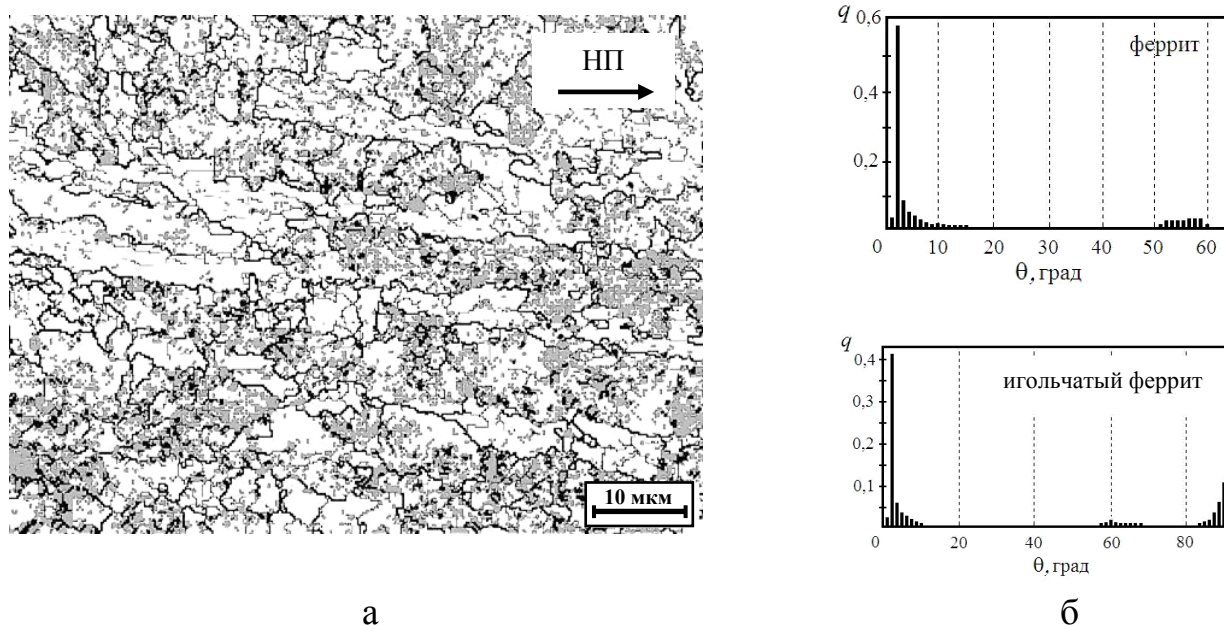 НП
10 мкм
а
q
0,6
0,4
0,2
феррит
0 10 20 30 40 50 60
θ, град
q
0,4
0,3
0,2
0,1
игольчатый феррит
0 20 40 60 80
θ, град
б